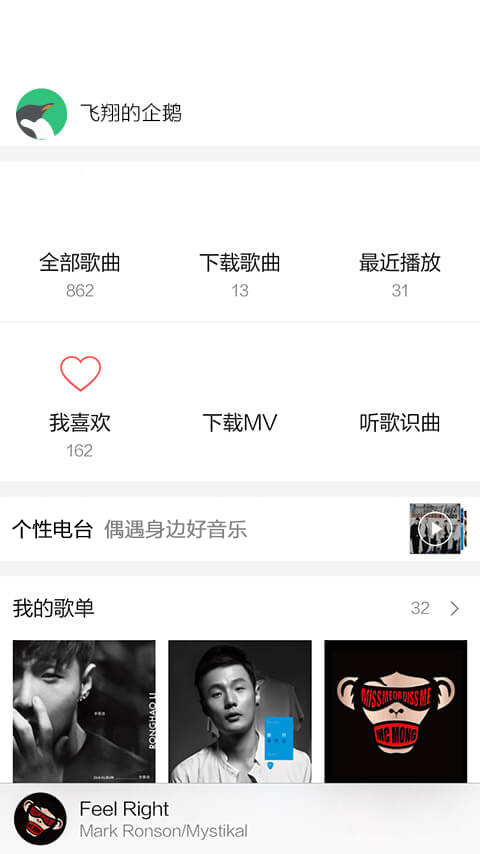 飞翔的企鹅
全部歌曲 下载歌曲 最近播放
862 13 31
我喜欢 下载MV 听歌识曲
162
个性电台 偶遇身边好音乐
我的歌单 32
RONGHAO LI
MISS ME OR DISS ME
MC MONG
Feel Right
Mark Ronson/Mystikal